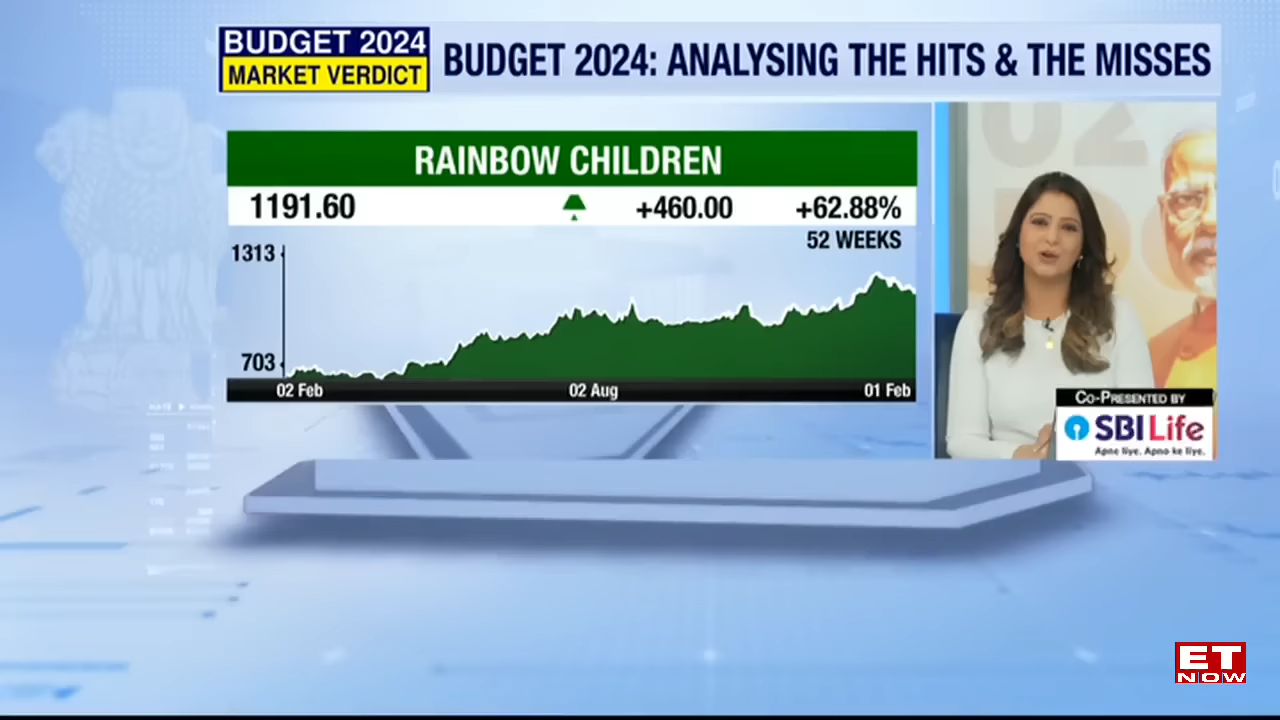 BUDGET 2024
MARKET VERDICT
BUDGET 2024: ANALYSING THE HITS & THE MISSES
RAINBOW CHILDREN
1191.60 +460.00 +62.88%
52 WEEKS
1313
703
02 Feb 02 Aug 01 Feb
02
CO-PRESENTED BY
SBI Life
Apne liye. Apno ke liye.
ET
NOW